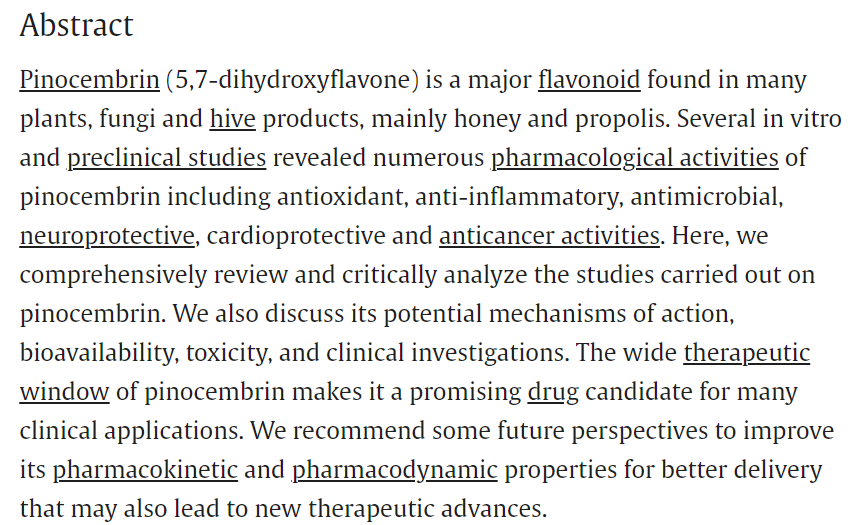 Abstract
Pinocembrin (5,7-dihydroxyflavone) is a major flavonoid found in many
plants, fungi and hive products, mainly honey and propolis. Several in vitro
and preclinical studies revealed numerous pharmacological activities of
pinocembrin including antioxidant, anti-inflammatory, antimicrobial,
neuroprotective, cardioprotective and anticancer activities. Here, we
comprehensively review and critically analyze the studies carried out on
pinocembrin. We also discuss its potential mechanisms of action,
bioavailability, toxicity, and clinical investigations. The wide therapeutic
window of pinocembrin makes it a promising drug candidate for many
clinical applications. We recommend some future perspectives to improve
its pharmacokinetic and pharmacodynamic properties for better delivery
that may also lead to new therapeutic advances.